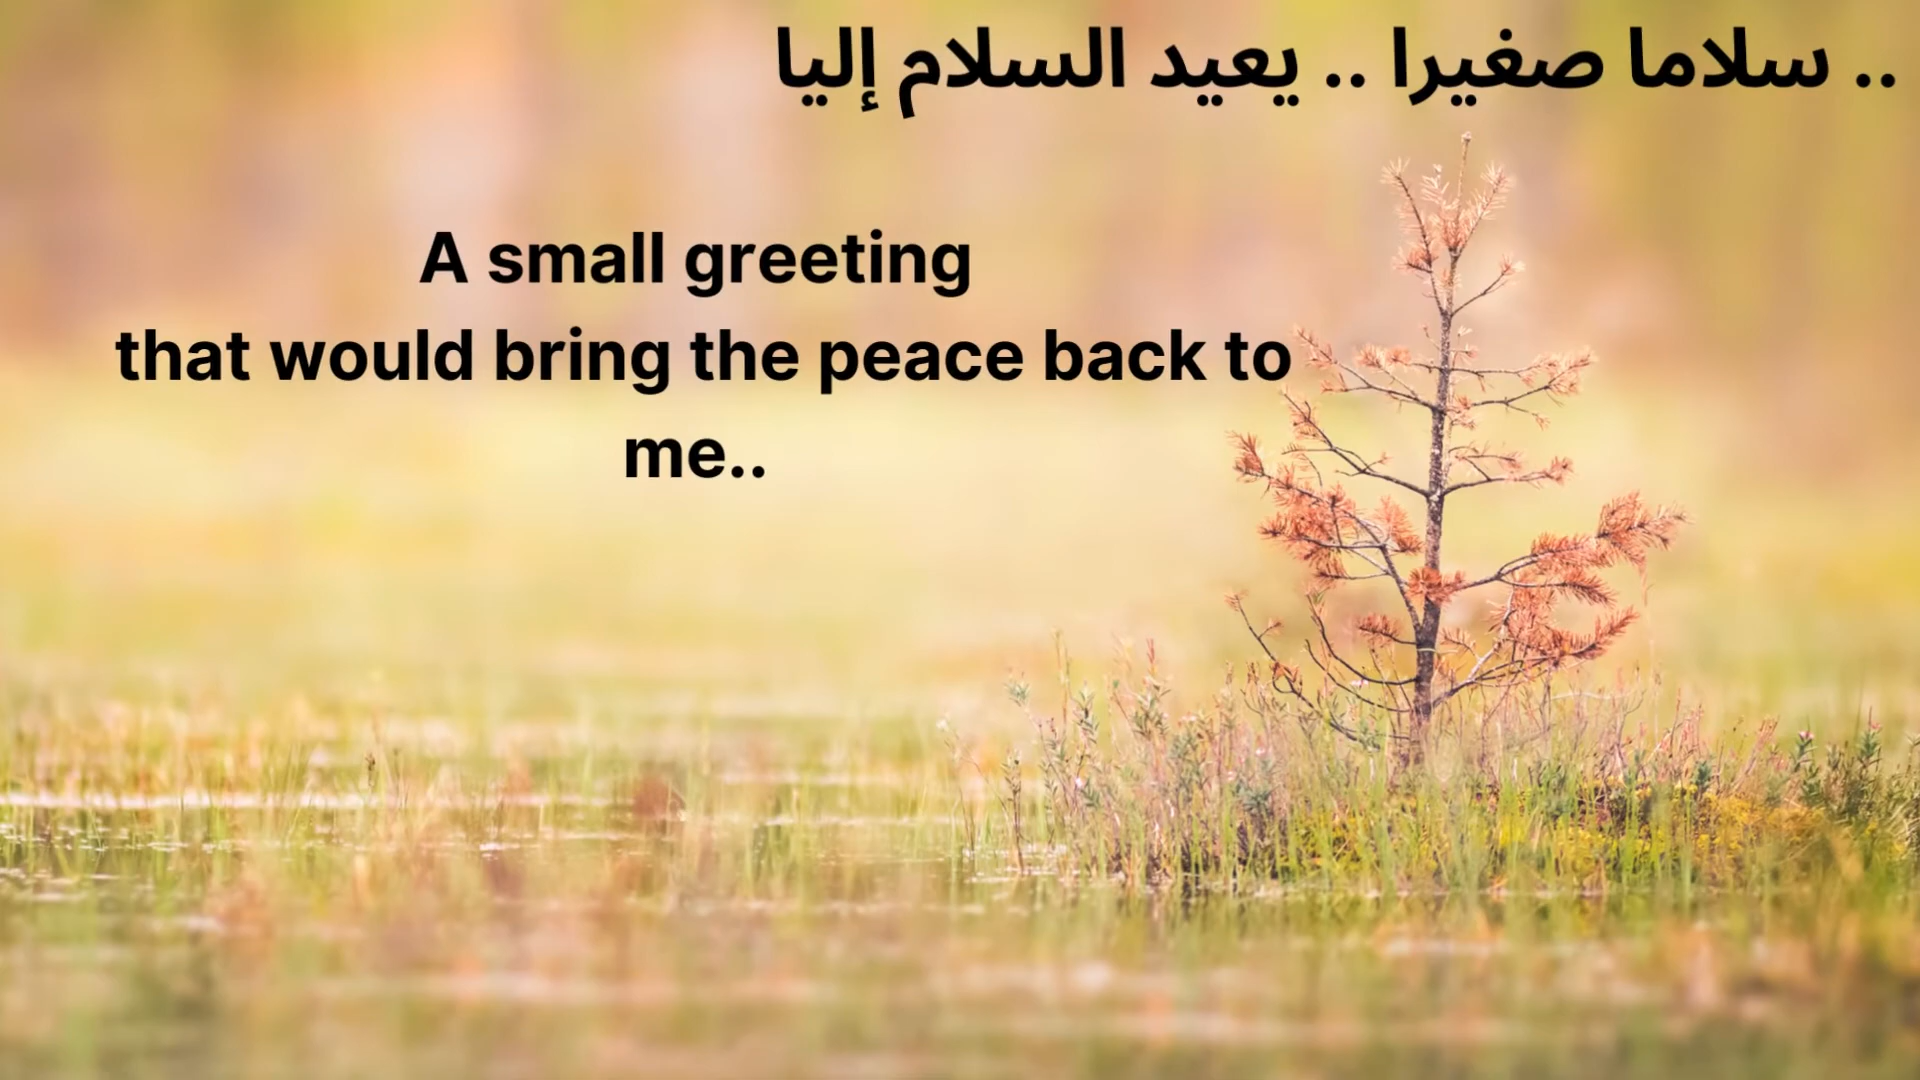 سلاما صغيرا .. يعيد السلام إليا ..
A small greeting
that would bring the peace back to
me..